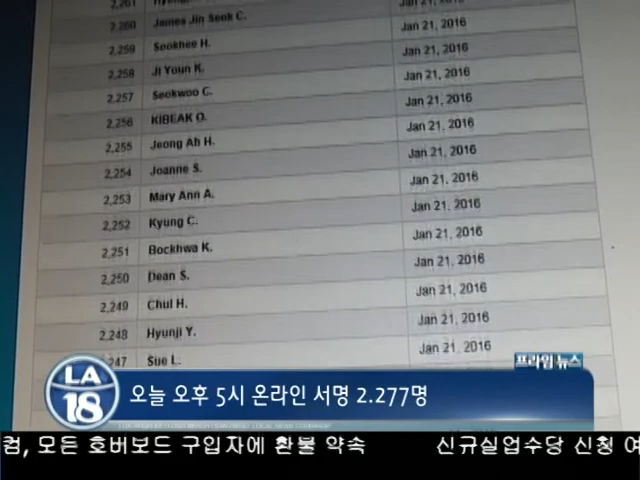 2,261
Jan 21, 2016
2,260 James Jin Seok C. Jan 21, 2016
2,259 Sookhee H. Jan 21, 2016
2,258 Ji Youn K. Jan 21, 2016
2,257 Seokwoo C. Jan 21, 2016
2,256 KIBEAK O. Jan 21, 2016
2,255 Jeong Ah H. Jan 21, 2016
2,254 Joanne S. Jan 21, 2016
2,253 Mary Ann A. Jan 21, 2016
2,252 Kyung C. Jan 21, 2016
2,251 Bockhwa K. Jan 21, 2016
2,250 Dean S. Jan 21, 2016
2,249 Chul H. Jan 21, 2016
2,248 Hyunji Y. Jan 21, 2016
247 Sue L.
프라임 뉴스
LA
18
오늘 오후 5시 온라인 서명 2.277명
컴, 모든 호버보드 구입자에 환불 약속 신규실업수당 신청 여